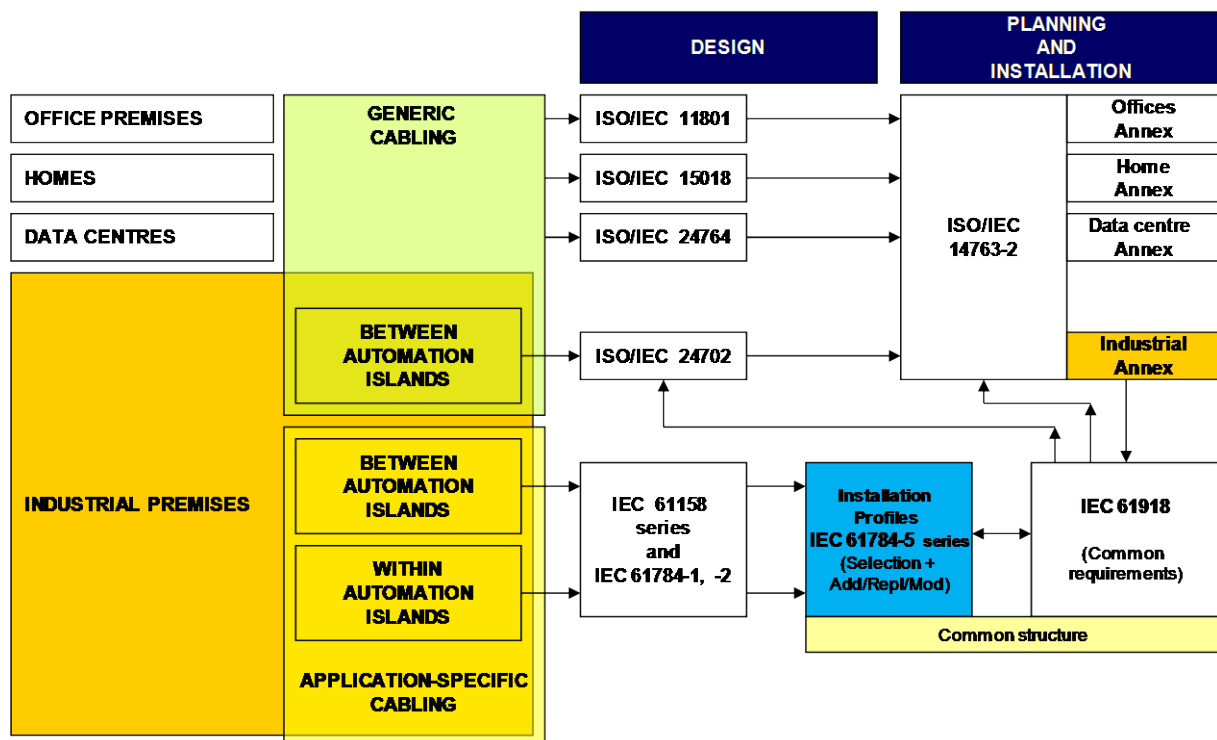 DESIGN
PLANNING
AND
INSTALLATION
OFFICE PREMISES
HOMES
DATA CENTRES
INDUSTRIAL PREMISES
GENERIC
CABLING
BETWEEN
AUTOMATION
ISLANDS
BETWEEN
AUTOMATION
ISLANDS
WITHIN
AUTOMATION
ISLANDS
APPLICATION-SPECIFIC
CABLING
ISO/IEC 11801
ISO/IEC 15018
ISO/IEC 24764
ISO/IEC 24702
IEC 61158
series
and
IEC 61784-1, -2
ISO/IEC
14763-2
Offices
Annex
Home
Annex
Data centre
Annex
Industrial
Annex
Installation
Profiles
IEC 61784-5 series
(Selection +
Add/Repl/Mod)
IEC 61918
(Common
requirements)
Common structure